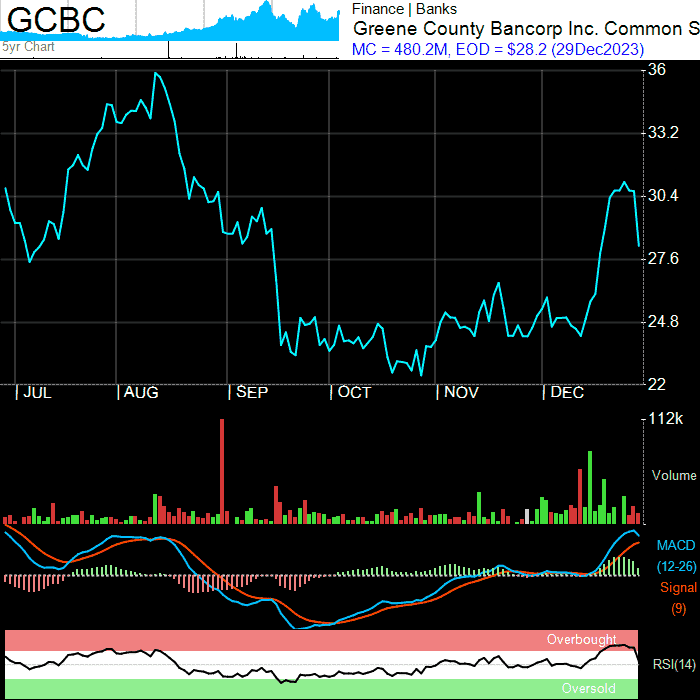 GCBC
5yr Chart
Finance | Banks
Greene County Bancorp Inc. Common S
MC = 480.2M, EOD = $28.2 (29Dec2023)
36
33.2
30.4
27.6
24.8
22
| JUL | AUG | SEP | OCT | NOV | DEC
112k
Volume
MACD
(12-26)
Signal
(9)
Overbought
RSI(14)
Oversold